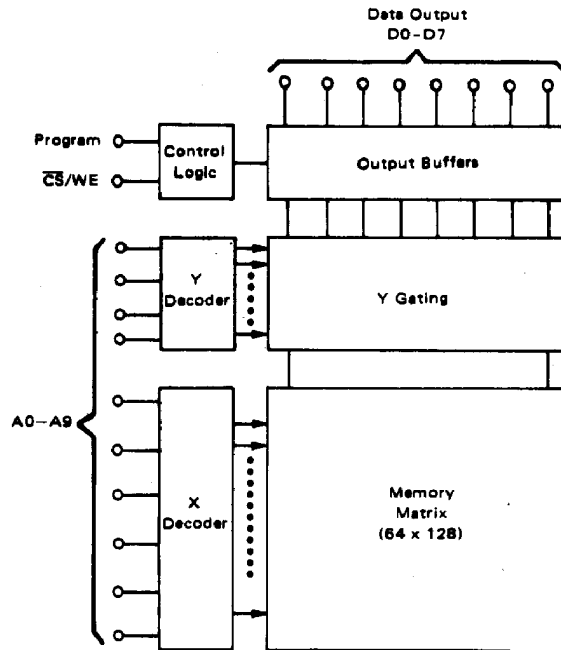 Data Output
D0-D7
Program
Control
Logic
Output Buffers
C̅S̅/WE
Y
Decoder
Y Gating
A0-A9
X
Decoder
Memory
Matrix
(64 x 128)